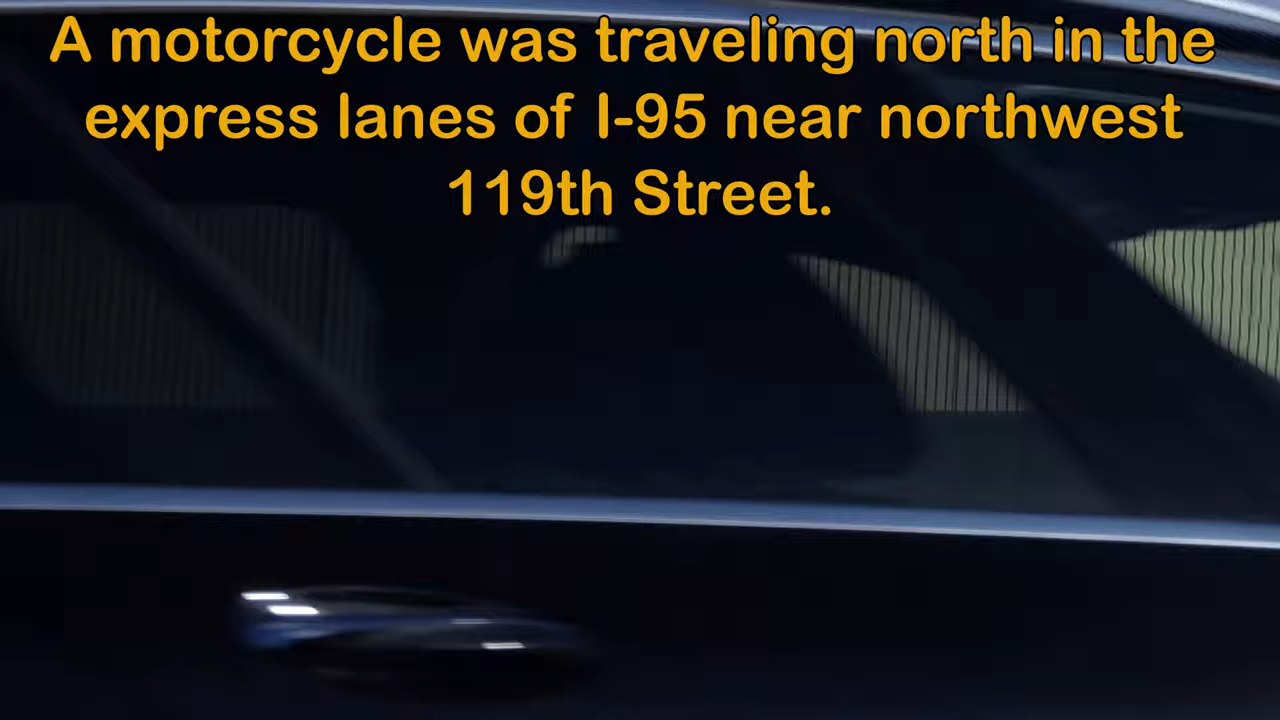 A motorcycle was traveling north in the
express lanes of I-95 near northwest
119th Street.